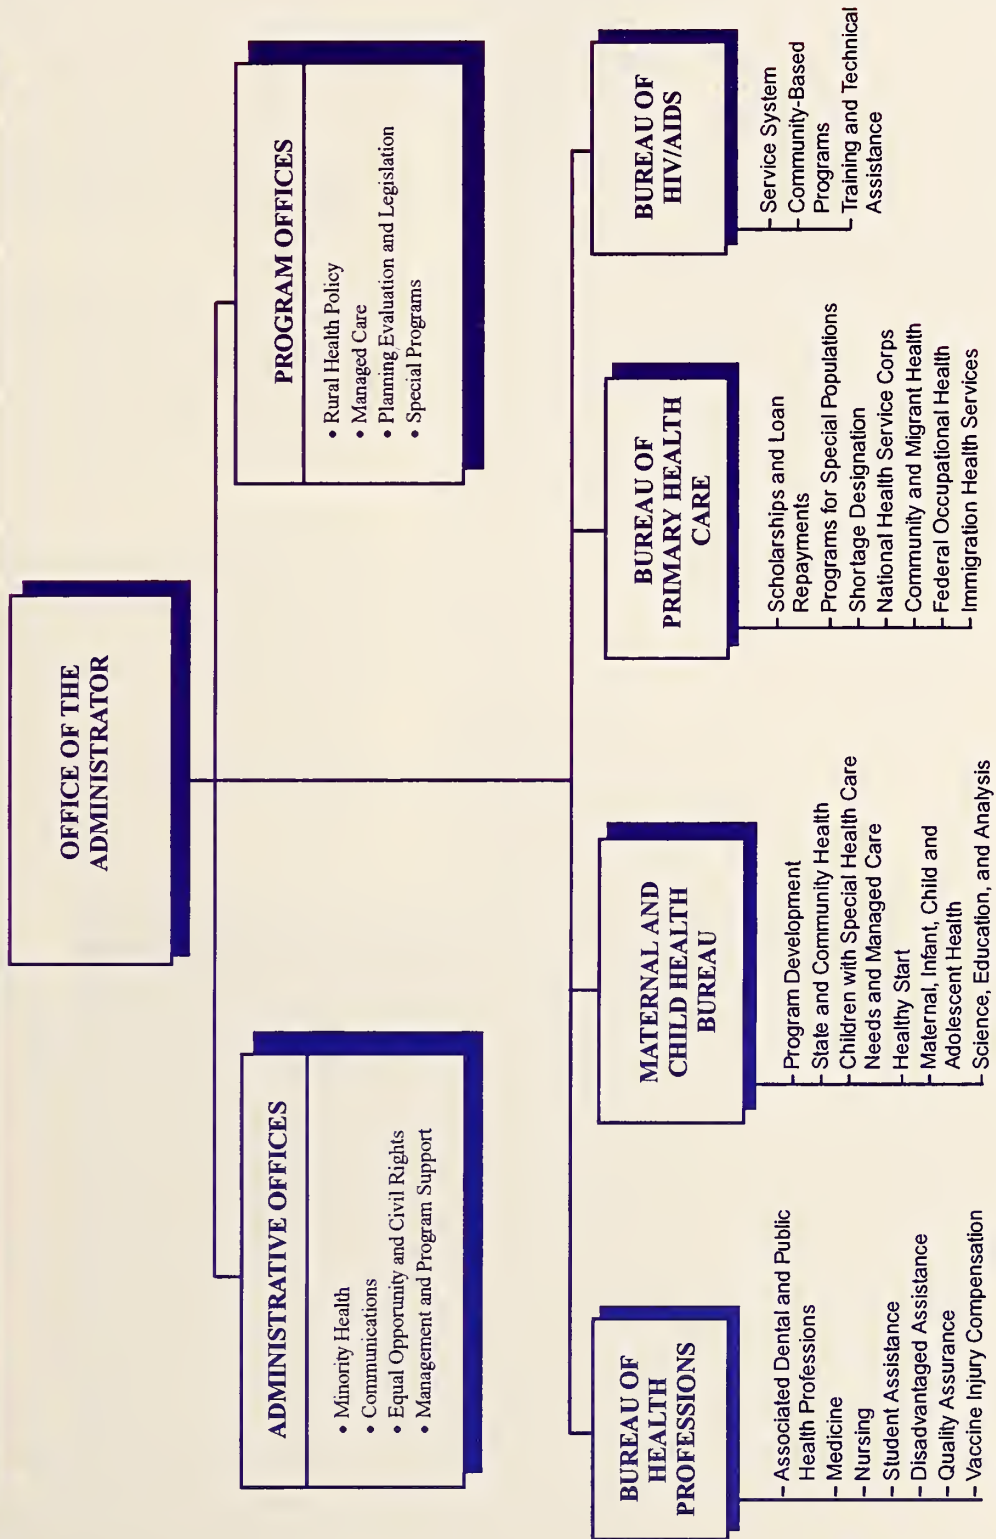 OFFICE OF THE
ADMINISTRATOR
ADMINISTRATIVE OFFICES
• Minority Health
• Communications
• Equal Opportunity and Civil Rights
• Management and Program Support
PROGRAM OFFICES
• Rural Health Policy
• Managed Care
• Planning Evaluation and Legislation
• Special Programs
BUREAU OF
HEALTH
PROFESSIONS
Associated Dental and Public
Health Professions
Medicine
Nursing
Student Assistance
Disadvantaged Assistance
Quality Assurance
Vaccine Injury Compensation
MATERNAL AND
CHILD HEALTH
BUREAU
Program Development
State and Community Health
Children with Special Health Care
Needs and Managed Care
Healthy Start
Maternal, Infant, Child and
Adolescent Health
Science, Education, and Analysis
BUREAU OF
PRIMARY HEALTH
CARE
Scholarships and Loan
Repayments
Programs for Special Populations
Shortage Designation
National Health Service Corps
Community and Migrant Health
Federal Occupational Health
Immigration Health Services
BUREAU OF
HIV/AIDS
Service System
Community-Based
Programs
Training and Technical
Assistance